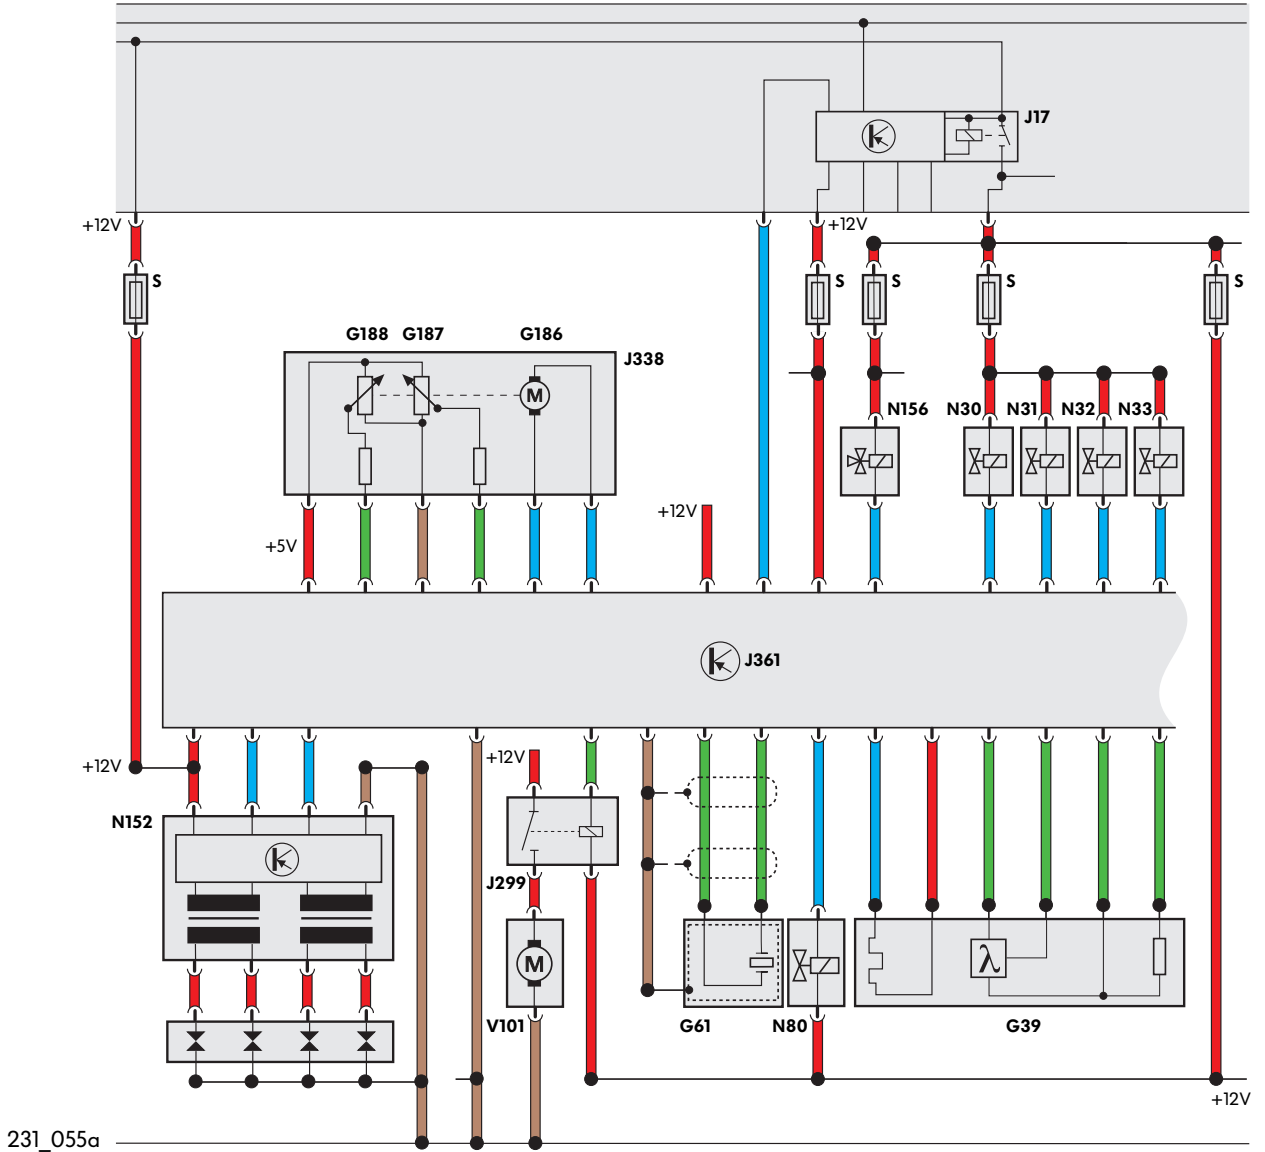 J17
+12V
+12V
S
S
S
S
S
G188
G187
G186
J338
N156
N30
N31
N32
N33
M
+12V
+5V
J361
+12V
+12V
N152
J299
λ
M
V101
G61
N80
G39
+12V
231_055a